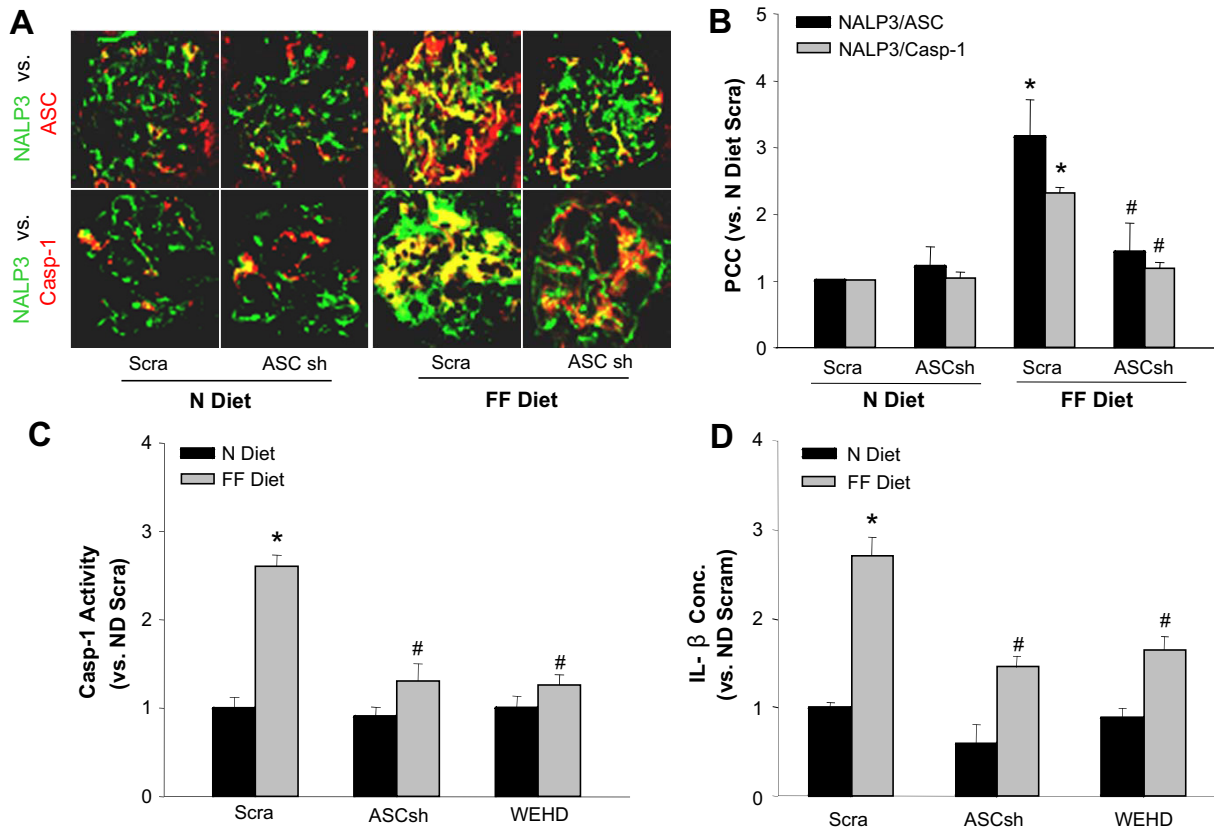 A
NALP3 vs.
ASC
NALP3 vs.
Casp-1
Scra
ASC sh
Scra
ASC sh
N Diet
FF Diet
B
NALP3/ASC
NALP3/Casp-1
PCC (vs. N Diet Scra)
5
4
3
2
1
0
*
*
#
#
Scra
ASCsh
Scra
ASCsh
N Diet
FF Diet
C
N Diet
FF Diet
Casp-1 Activity
(vs. ND Scra)
4
3
2
1
0
*
#
#
Scra
ASCsh
WEHD
D
N Diet
FF Diet
IL- β Conc.
(vs. ND Scram)
4
3
2
1
0
*
#
#
Scra
ASCsh
WEHD